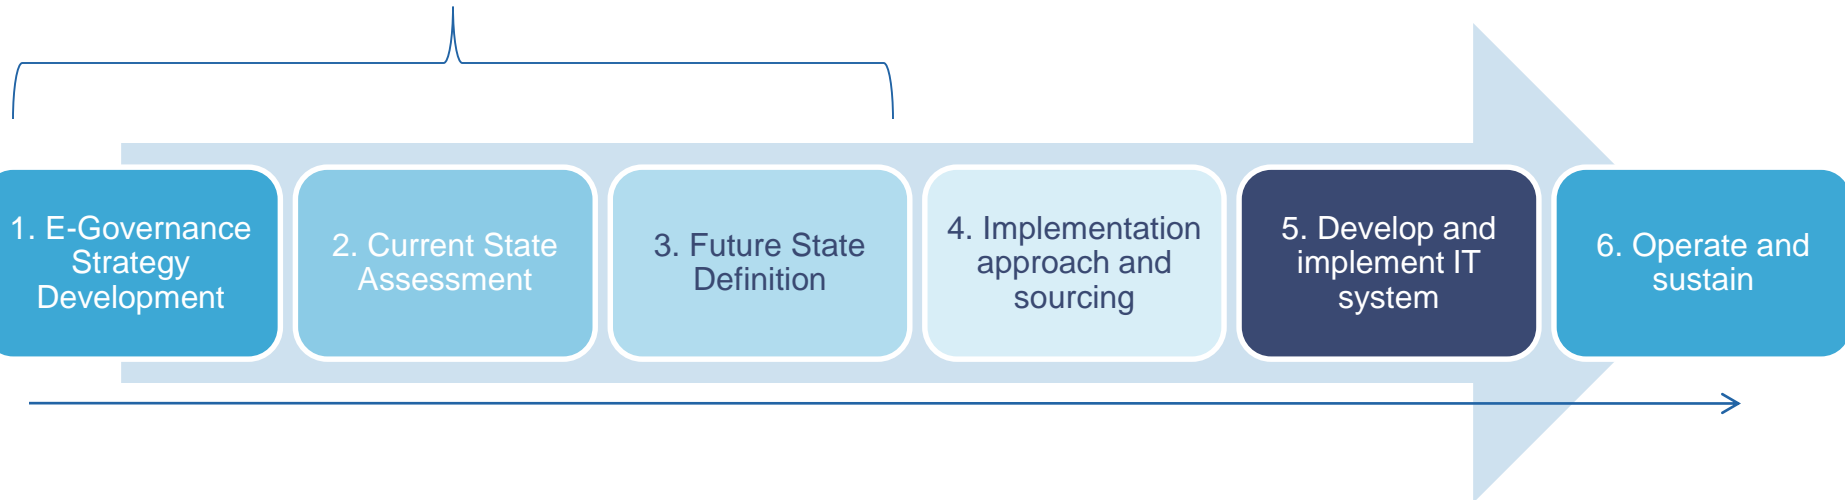 1. E-Governance
Strategy
Development
2. Current State
Assessment
3. Future State
Definition
4. Implementation
approach and
sourcing
5. Develop and
implement IT
system
6. Operate and
sustain